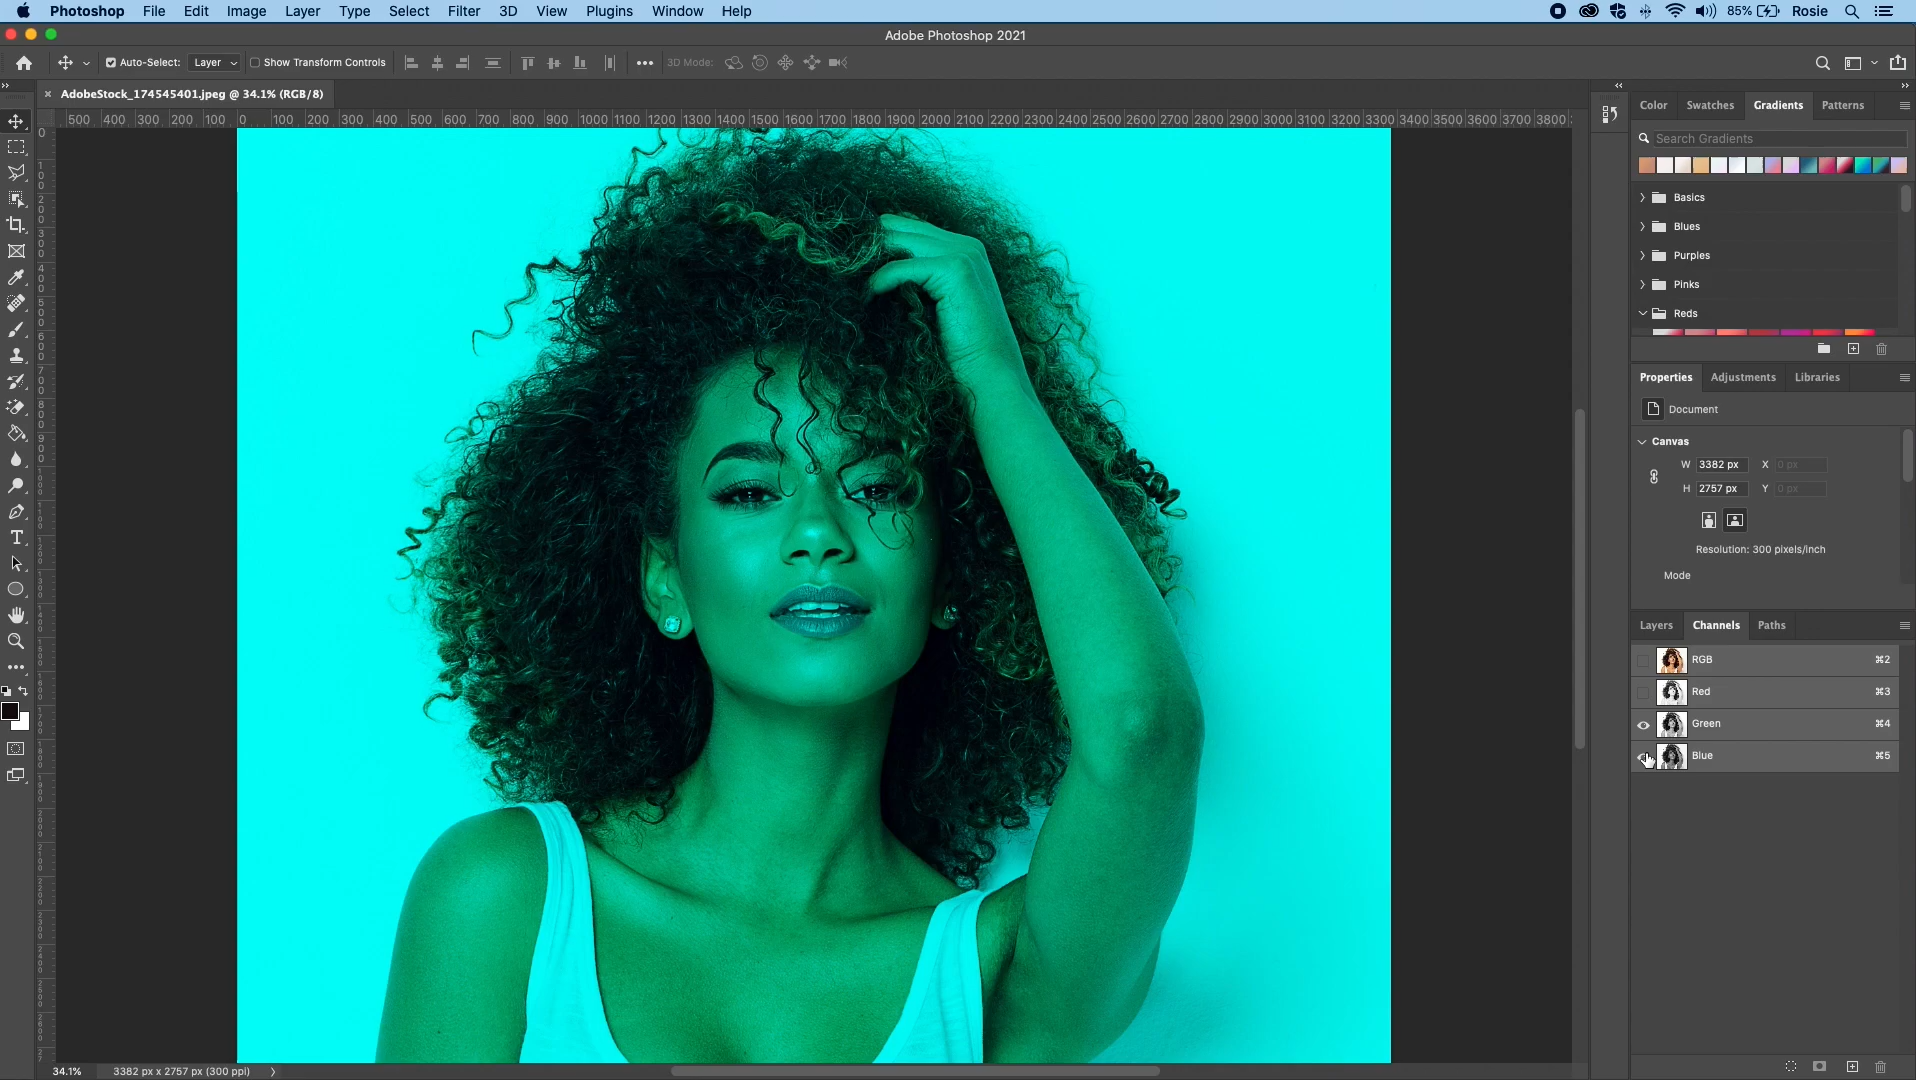 Photoshop File Edit Image Layer Type Select Filter 3D View Plugins Window Help 85% Rosie
Adobe Photoshop 2021
Auto-Select: Layer Show Transform Controls 3D Mode:
AdobeStock_174545401.jpeg @ 34.1% (RGB/8)
500 400 300 200 100 0 100 200 300 400 500 600 700 800 900 1000 1100 1200 1300 1400 1500 1600 1700 1800 1900 2000 2100 2200 2300 2400 2500 2600 2700 2800 2900 3000 3100 3200 3300 3400 3500 3600 3700 3800
Color Swatches Gradients Patterns
Search Gradients
Basics
Blues
Purples
Pinks
Reds
Properties Adjustments Libraries
Document
Canvas
W 3382 px X 0 px
H 2757 px Y 0 px
Resolution: 300 pixels/inch
Mode
Layers Channels Paths
RGB ⌘2
Red ⌘3
Green ⌘4
Blue ⌘5
34.1% 3382 px x 2757 px (300 ppi)